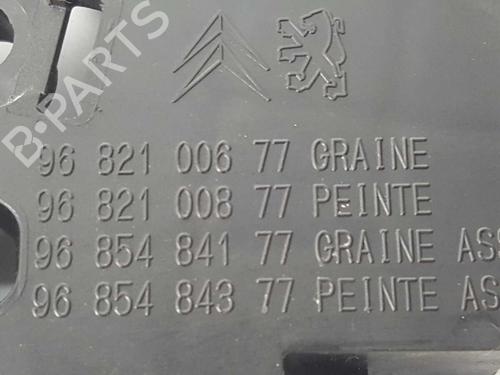 B-PARTS
96 821 006 77 GRAINE
96 821 008 77 PEINTE
96 854 841 77 GRAINE ASS
96 854 843 77 PEINTE AS